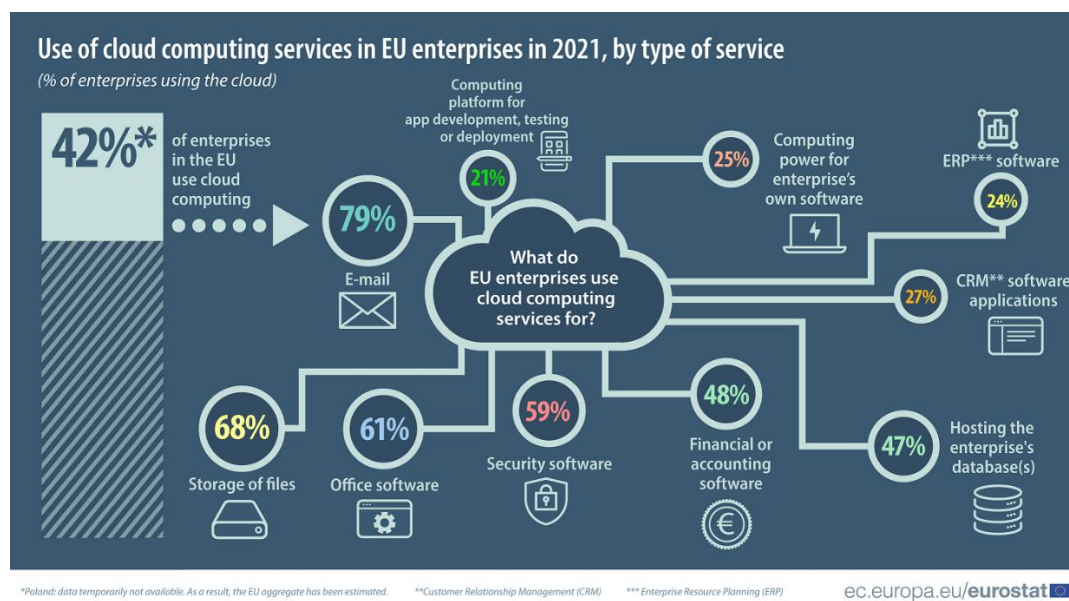 Use of cloud computing services in EU enterprises in 2021, by type of service
(% of enterprises using the cloud)
42%*
of enterprises
in the EU
use cloud
computing
79%
E-mail
Computing
platform for
app development, testing
or deployment
21%
25%
Computing
power for
enterprise's
own software
ERP*** software
24%
What do
EU enterprises use
cloud computing
services for?
27%
CRM** software
applications
68%
Storage of files
61%
Office software
59%
Security software
48%
Financial or
accounting
software
€
47%
Hosting the
enterprise's
database(s)
*Poland: data temporarily not available. As a result, the EU aggregate has been estimated.
**Customer Relationship Management (CRM)
*** Enterprise Resource Planning (ERP)
ec.europa.eu/eurostat